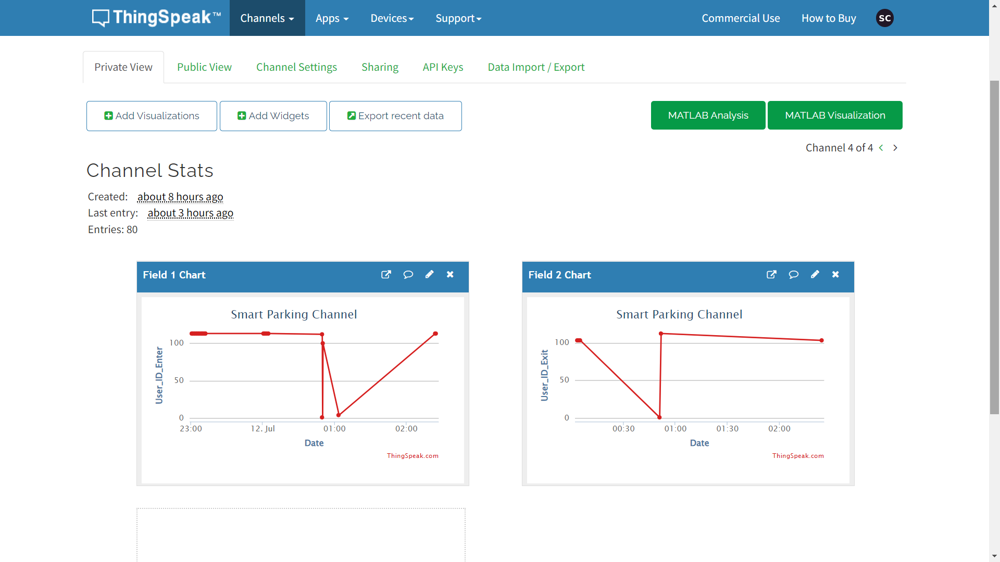 ThingSpeak™ Channels Apps Devices Support Commercial Use How to Buy SC
Private View Public View Channel Settings Sharing API Keys Data Import / Export
Add Visualizations Add Widgets Export recent data MATLAB Analysis MATLAB Visualization
Channel 4 of 4
Channel Stats
Created: about 8 hours ago
Last entry: about 3 hours ago
Entries: 80
Field 1 Chart
Smart Parking Channel
User_ID_Enter
100
50
0
23:00 12. Jul 01:00 02:00
Date
ThingSpeak.com
Field 2 Chart
Smart Parking Channel
User_ID_Exit
100
50
0
00:30 01:00 01:30 02:00
Date
ThingSpeak.com